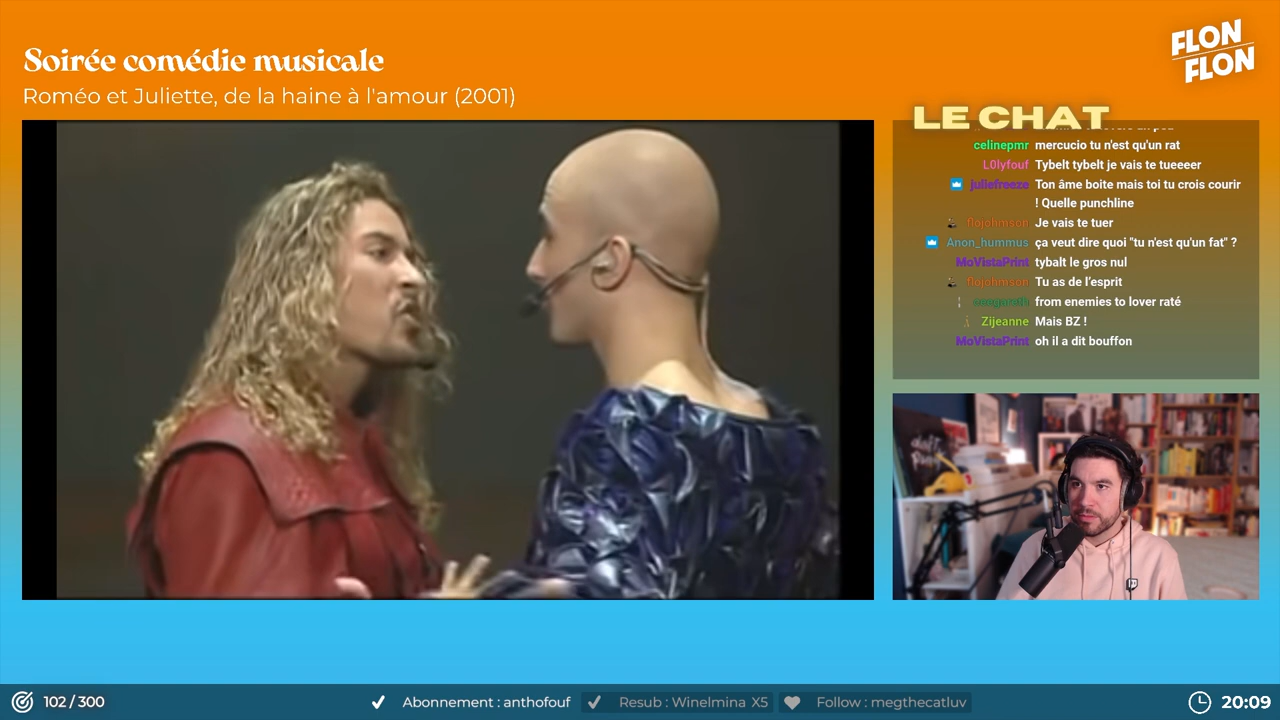 Soirée comédie musicale
Roméo et Juliette, de la haine à l'amour (2001)
FLON
FLON
LE CHAT
celinepmr mercucio tu n'est qu'un rat
L0lyfouf Tybelt tybelt je vais te tueeeer
juliefreeze Ton âme boite mais toi tu crois courir
! Quelle punchline
flojohmson Je vais te tuer
Anon_hummus ça veut dire quoi "tu n'est qu'un fat" ?
MoVistaPrint tybalt le gros nul
flojohmson Tu as de l'esprit
from enemies to lover raté
Zijeanne Mais BZ !
MoVistaPrint oh il a dit bouffon
102 / 300
Abonnement : anthofouf
Resub : Winelmina X5
Follow : megthecatluv
20:09